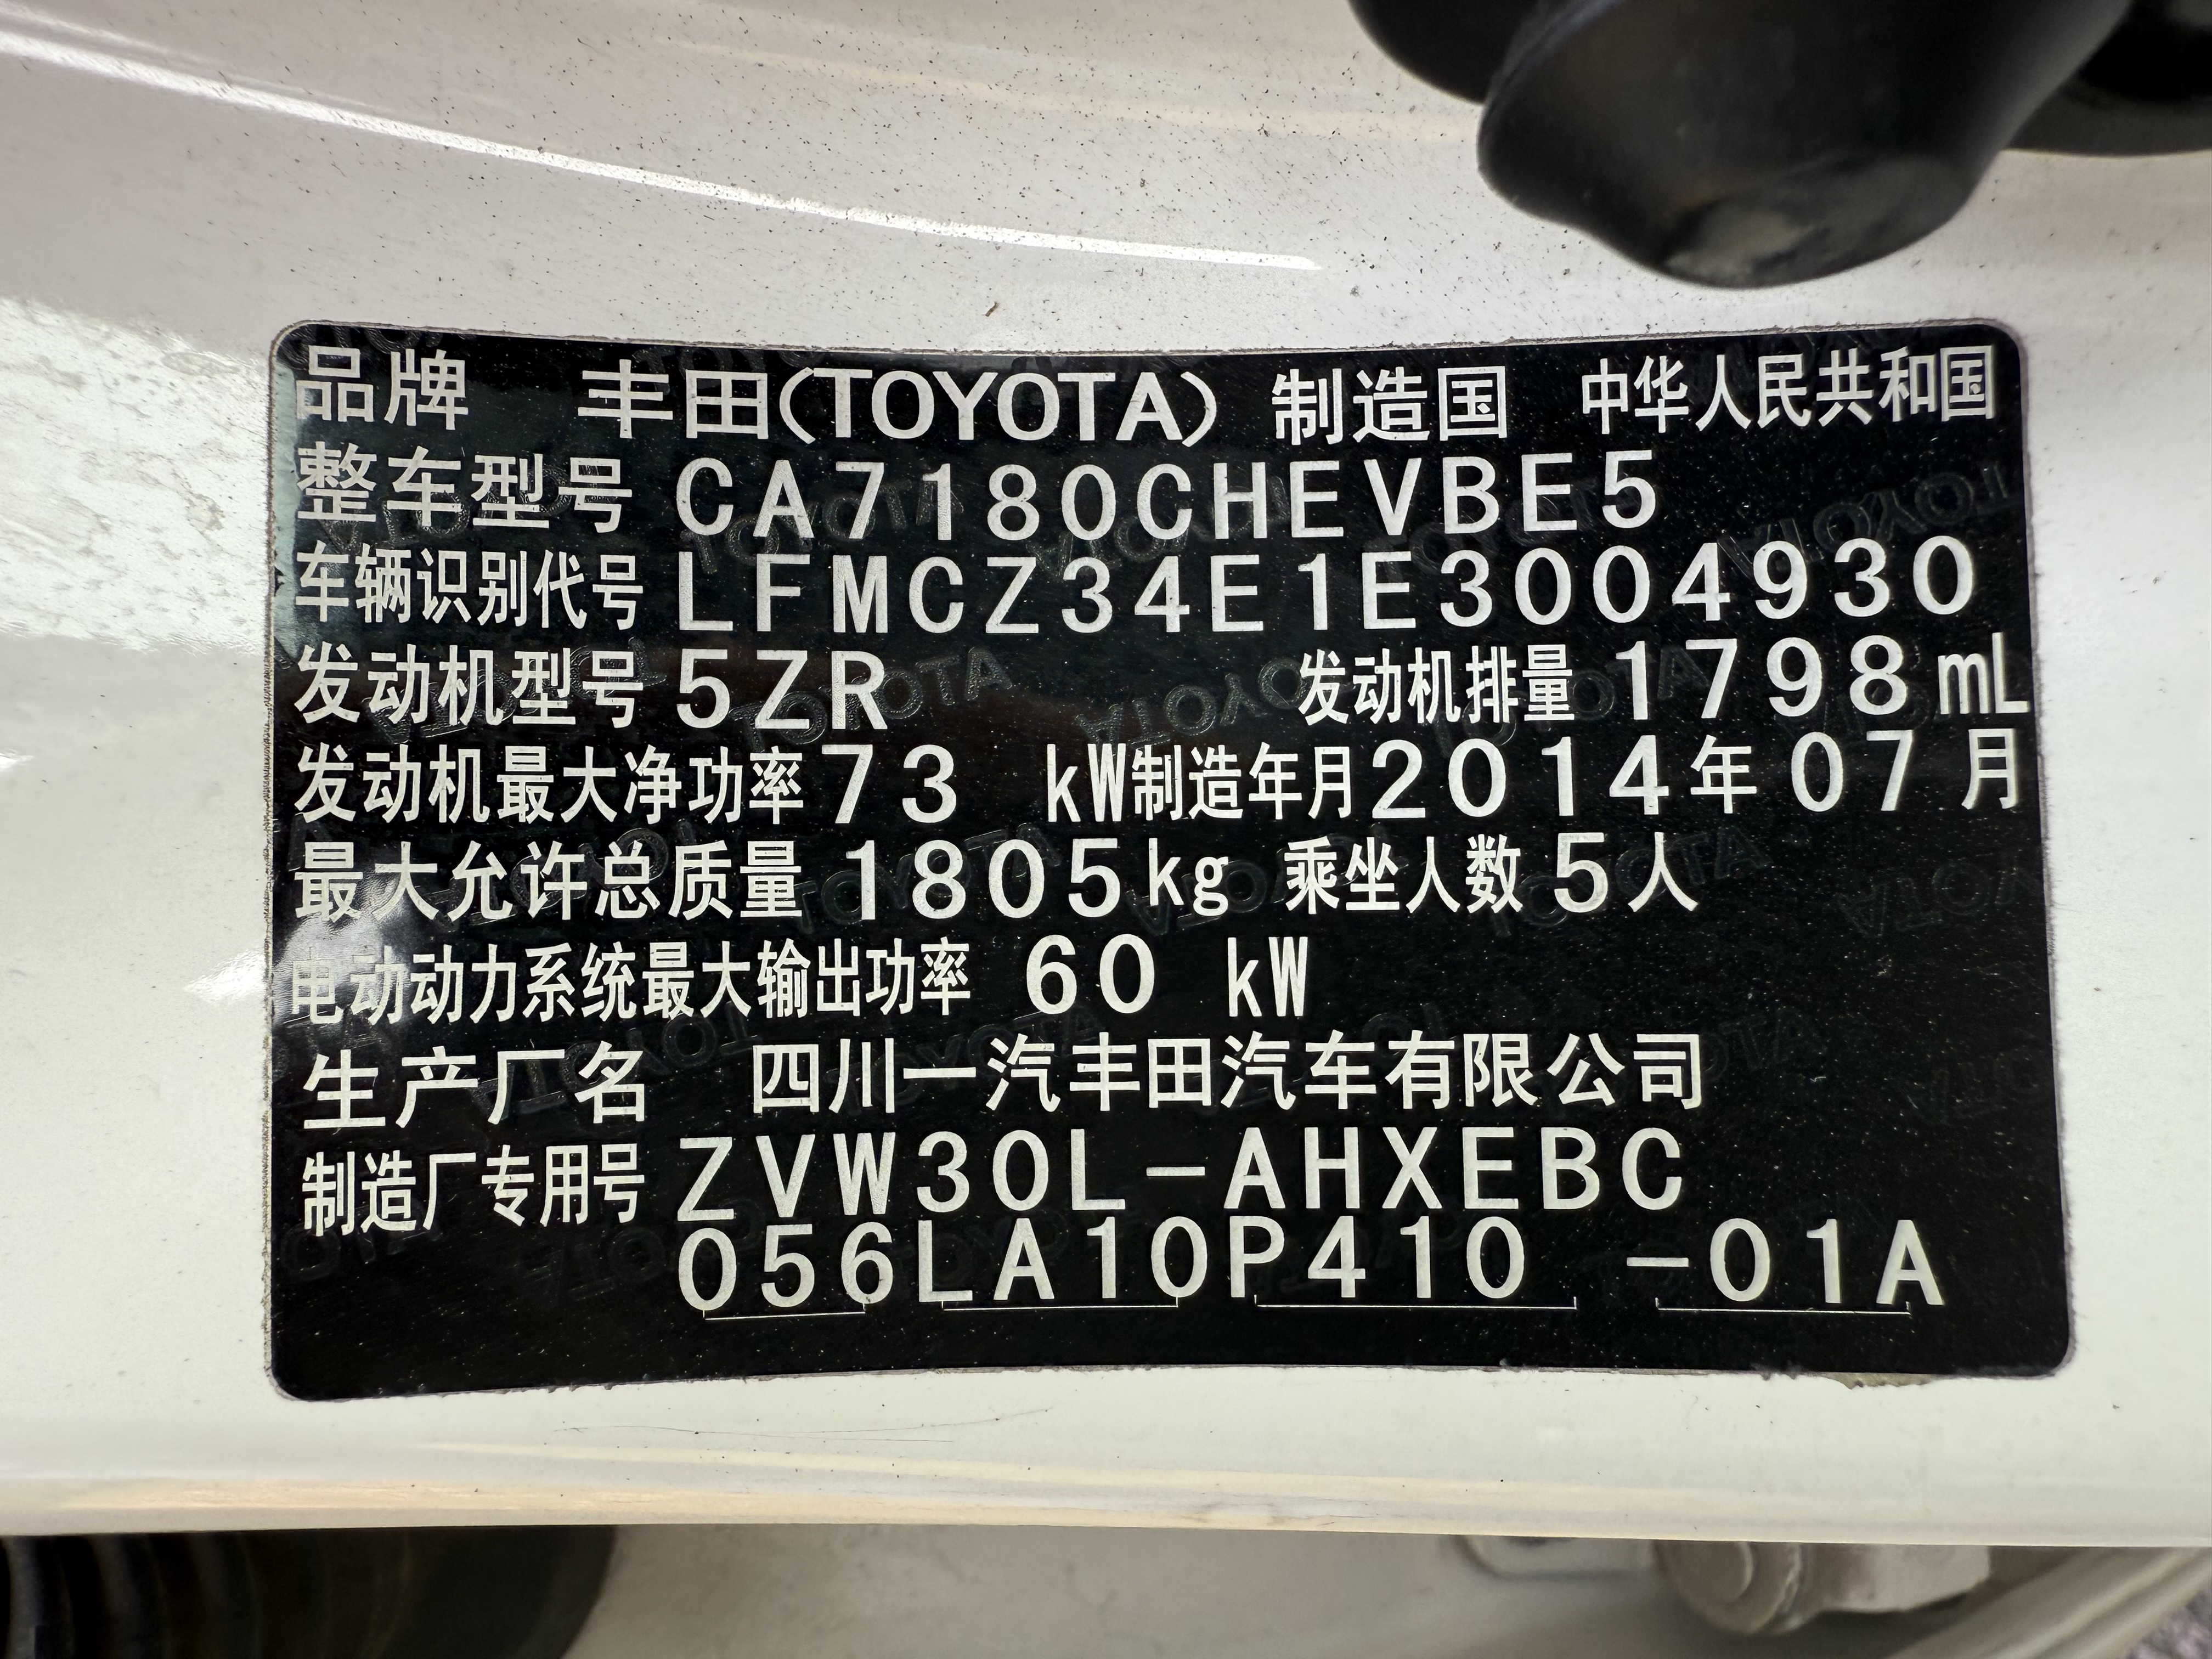 品牌 丰田(TOYOTA) 制造国 中华人民共和国
整车型号 CA7180CHEVBE5
车辆识别代号 LFMCZ34E1E3004930
发动机型号 5ZR 发动机排量 1798 mL
发动机最大净功率 73 kW 制造年月 2014年 07 月
最大允许总质量 1805kg 乘坐人数 5人
电动动力系统最大输出功率 60 kW
生产厂名 四川一汽丰田汽车有限公司
制造厂专用号 ZVW30L-AHXEBC
056LA10P410 -01A